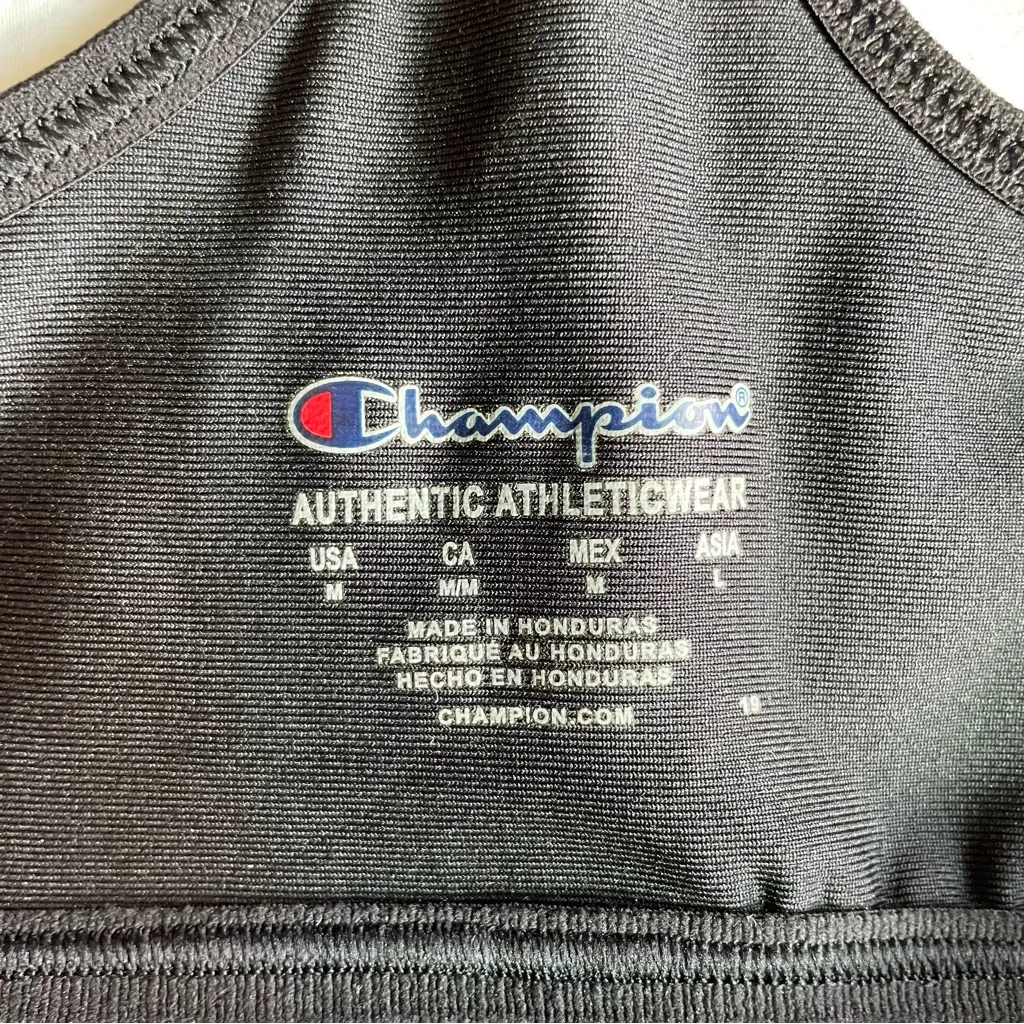 Champion®
AUTHENTIC ATHLETICWEAR
USA CA MEX ASIA
M M/M M L
MADE IN HONDURAS
FABRIQUÉ AU HONDURAS
HECHO EN HONDURAS
CHAMPION.COM
19